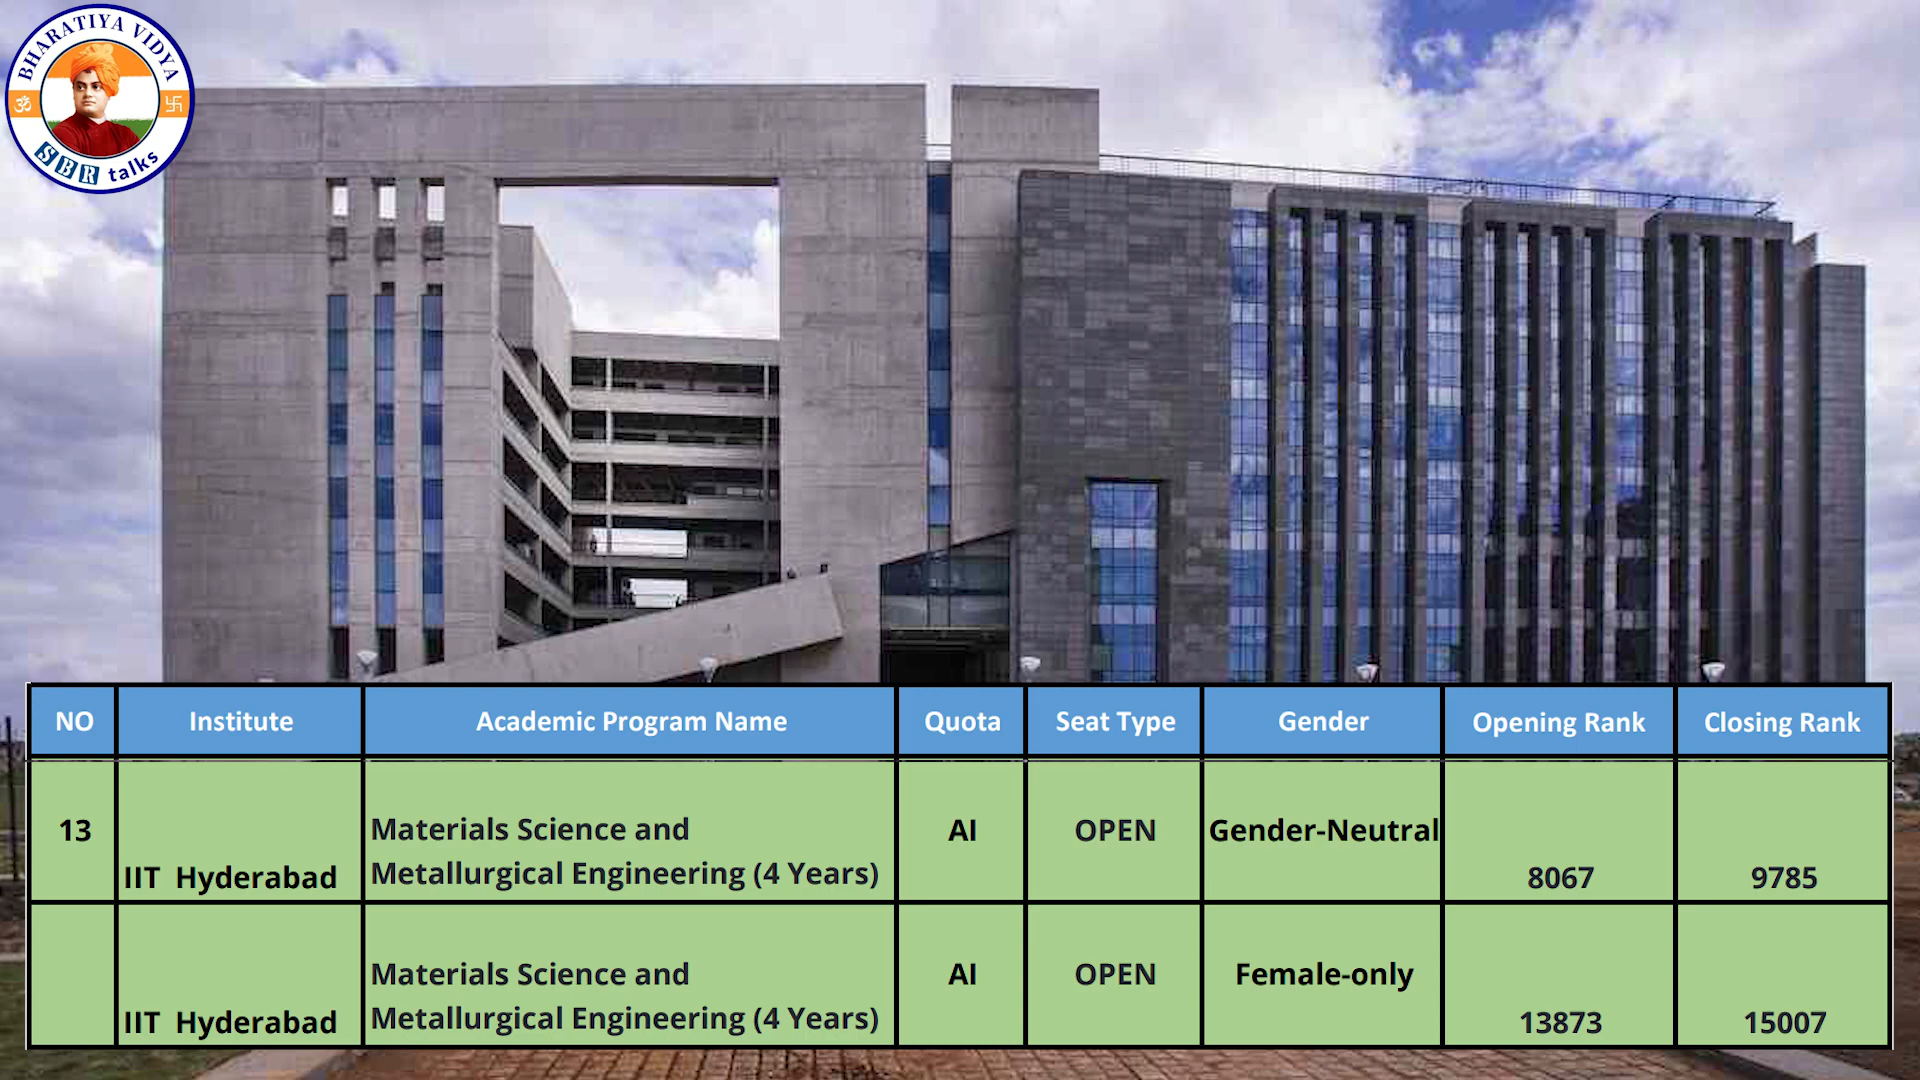 BHARATIYA VIDYA
ॐ 卐
SBR talks
NO Institute Academic Program Name Quota Seat Type Gender Opening Rank Closing Rank
13 IIT Hyderabad Materials Science and
Metallurgical Engineering (4 Years) AI OPEN Gender-Neutral 8067 9785
IIT Hyderabad Materials Science and
Metallurgical Engineering (4 Years) AI OPEN Female-only 13873 15007